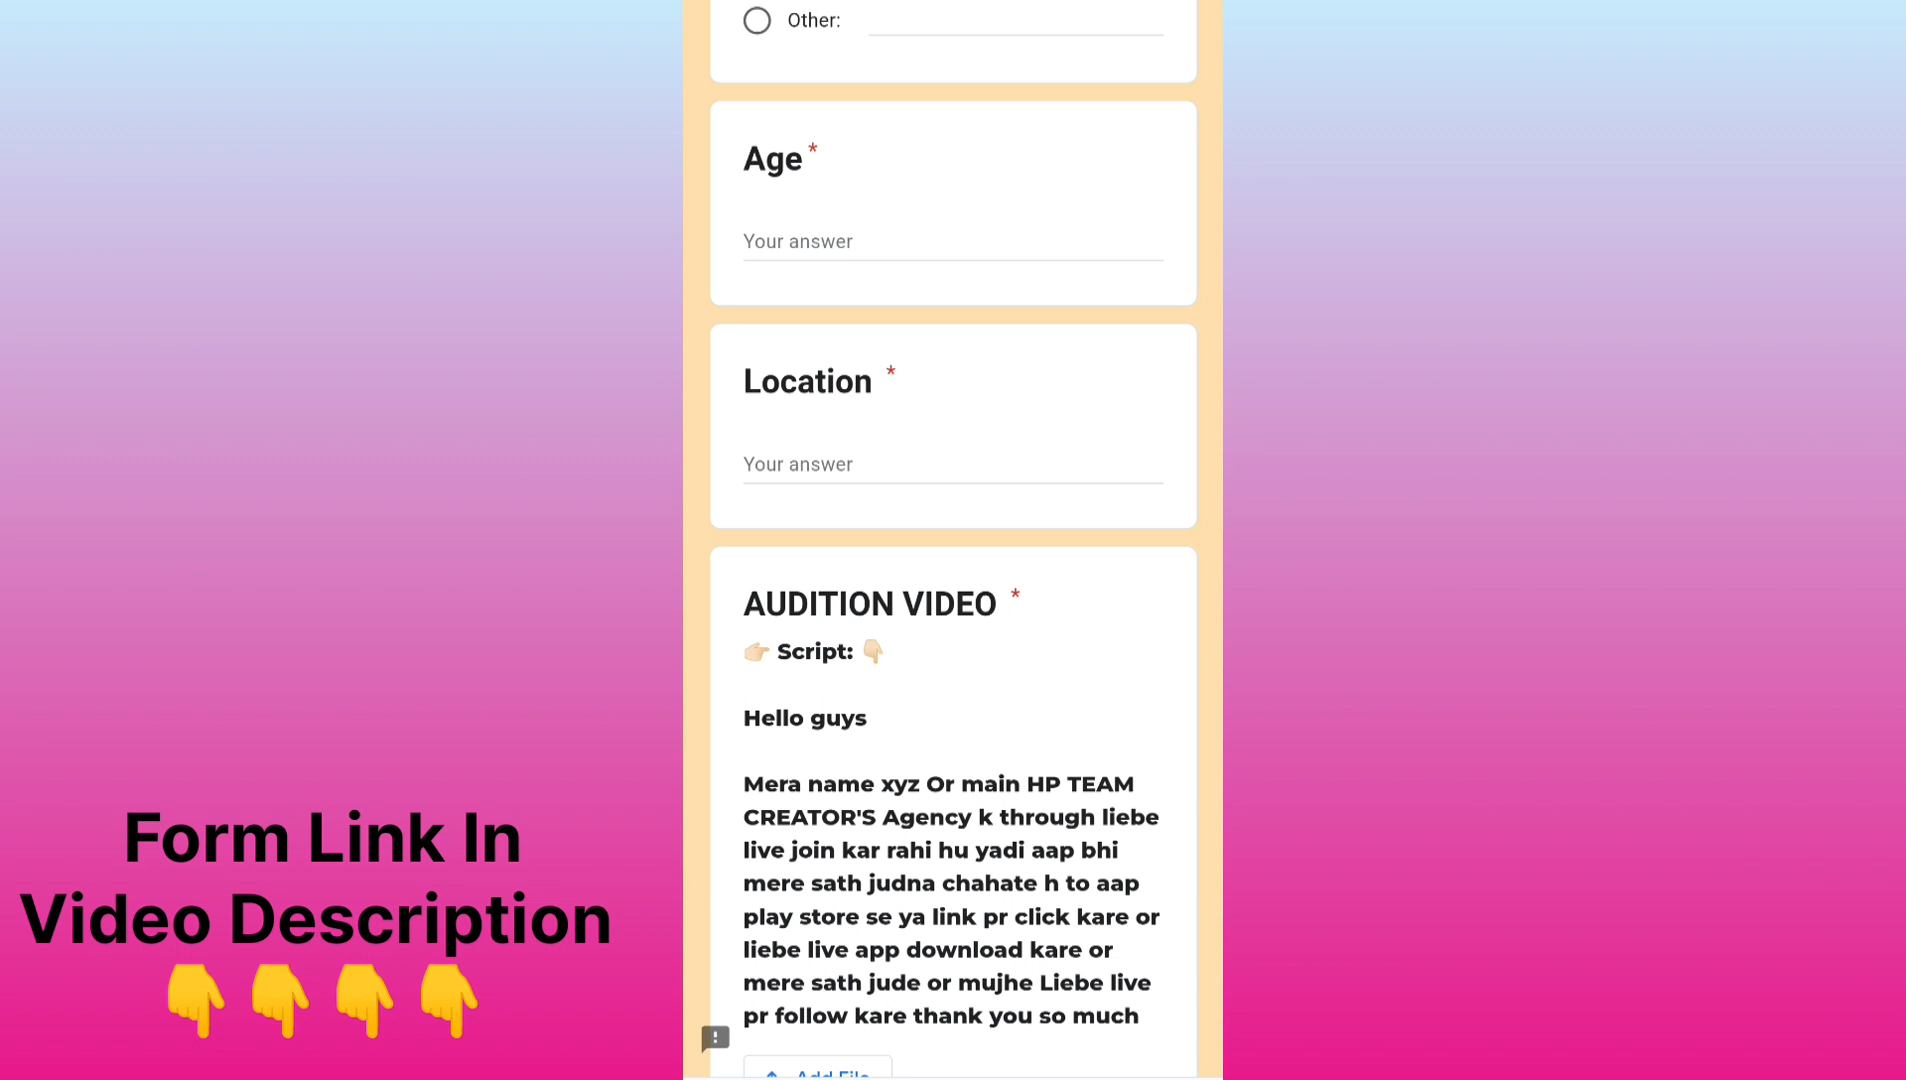 Other:
Age *
Your answer
Location *
Your answer
AUDITION VIDEO *
👉🏻 Script: 👇🏻
Hello guys
Mera name xyz Or main HP TEAM
CREATOR'S Agency k through liebe
live join kar rahi hu yadi aap bhi
mere sath judna chahate h to aap
play store se ya link pr click kare or
liebe live app download kare or
mere sath jude or mujhe Liebe live
pr follow kare thank you so much
Add File
Form Link In
Video Description
👇👇👇👇